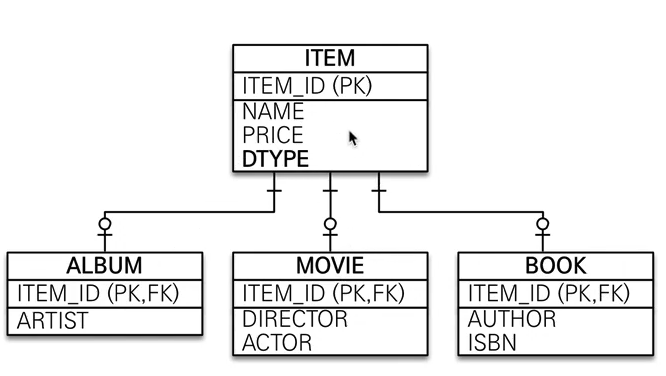 ITEM
ITEM_ID (PK)
NAME
PRICE
DTYPE
ALBUM
ITEM_ID (PK,FK)
ARTIST
MOVIE
ITEM_ID (PK,FK)
DIRECTOR
ACTOR
BOOK
ITEM_ID (PK,FK)
AUTHOR
ISBN